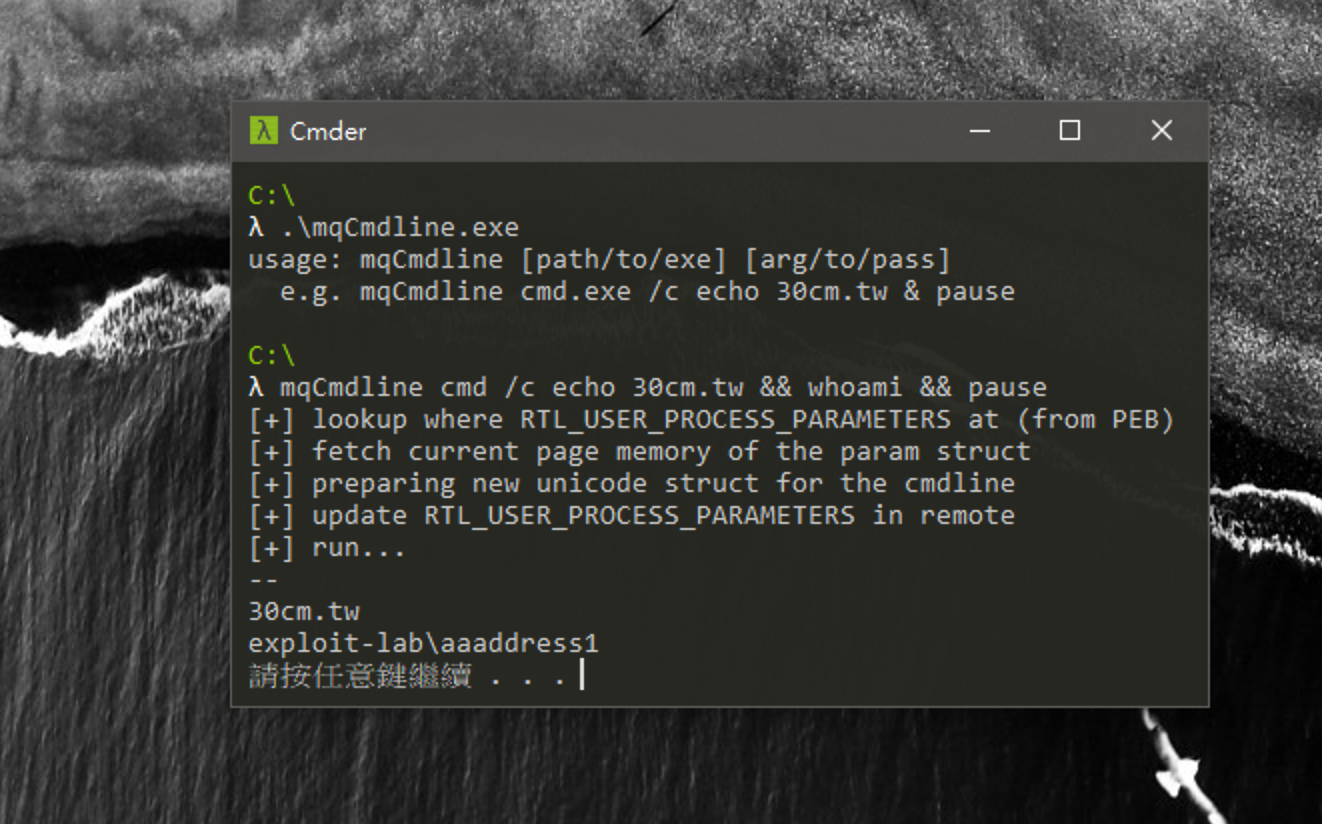 λ Cmder
C:\
λ .\mqCmdline.exe
usage: mqCmdline [path/to/exe] [arg/to/pass]
e.g. mqCmdline cmd.exe /c echo 30cm.tw & pause
C:\
λ mqCmdline cmd /c echo 30cm.tw && whoami && pause
[+] lookup where RTL_USER_PROCESS_PARAMETERS at (from PEB)
[+] fetch current page memory of the param struct
[+] preparing new unicode struct for the cmdline
[+] update RTL_USER_PROCESS_PARAMETERS in remote
[+] run...
--
30cm.tw
exploit-lab\aaaddress1
請按任意鍵繼續 . . .